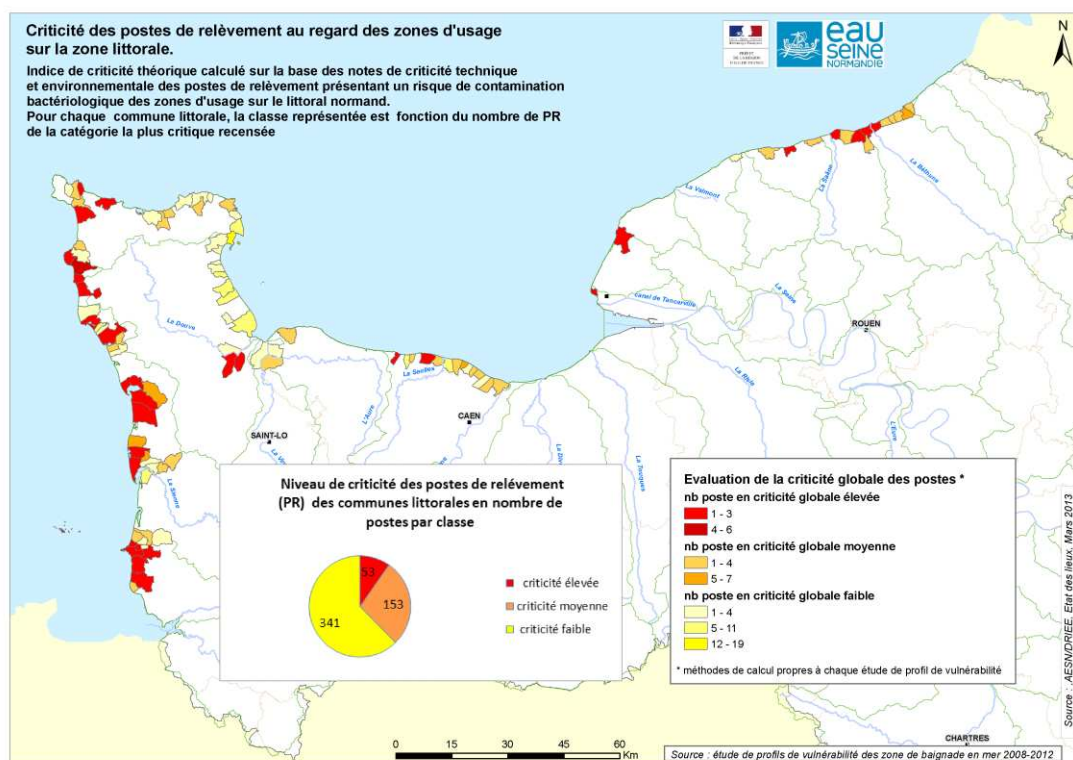 Criticité des postes de relèvement au regard des zones d'usage
sur la zone littorale.
Indice de criticité théorique calculé sur la base des notes de criticité technique
et environnementale des postes de relèvement présentant un risque de contamination
bactériologique des zones d'usage sur le littoral normand.
Pour chaque commune littorale, la classe représentée est fonction du nombre de PR
de la catégorie la plus critique recensée
eau
SEINE
NORMANDIE
N
La Valmont
La Saâne
La Béthune
canal de Tancarville
La Seine
ROUEN
La Risle
L'Eure
La Douve
La Seulles
L'Aure
CAEN
SAINT-LO
La Sienne
La Touques
Niveau de criticité des postes de relévement
(PR) des communes littorales en nombre de
postes par classe
53
153
341
criticité élevée
criticité moyenne
criticité faible
Evaluation de la criticité globale des postes *
nb poste en criticité globale élevée
1 - 3
4 - 6
nb poste en criticité globale moyenne
1 - 4
5 - 7
nb poste en criticité globale faible
1 - 4
5 - 11
12 - 19
* méthodes de calcul propres à chaque étude de profil de vulnérabilité
Source : ,AESN/DRIEE, Etat des lieux, Mars 2013
CHARTRES
0 15 30 45 60
Km
Source : étude de profils de vulnérabilité des zone de baignade en mer 2008-2012